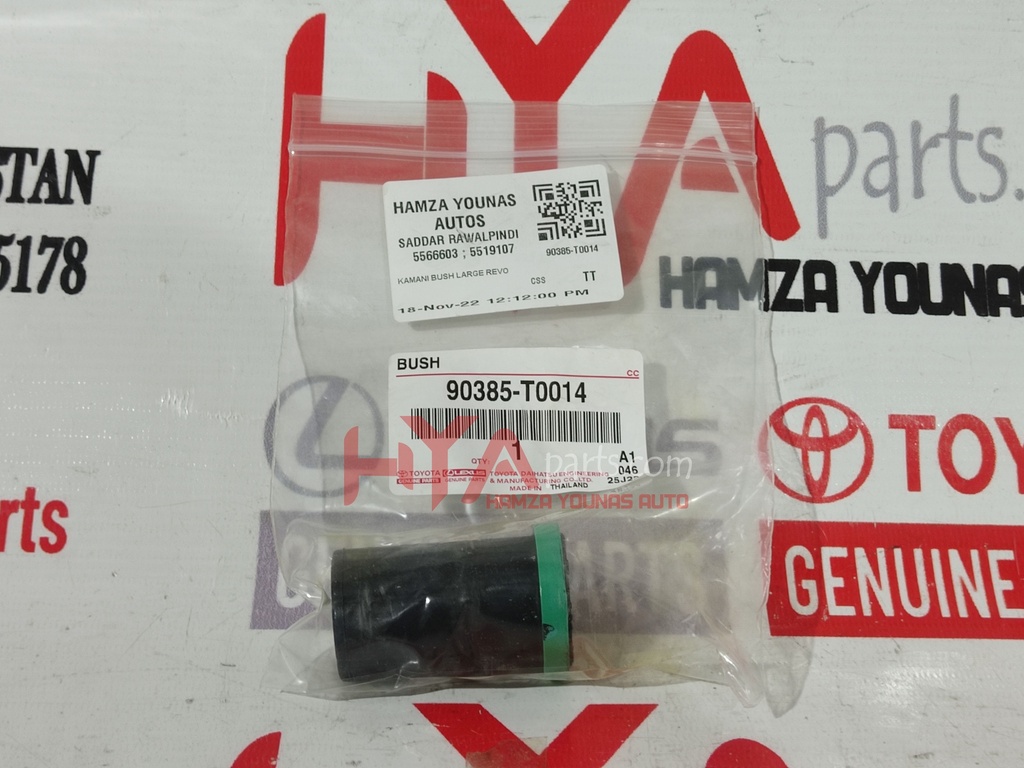 HYA parts.
STAN
5178
HAMZA YOUNAS
HAMZA YOUNAS
AUTOS
SADDAR RAWALPINDI
5566603 ; 5519107
90385-T0014
KAMANI BUSH LARGE REVO
CSS
TT
18-Nov-22 12:12:00 PM
BUSH
CC
90385-T0014
1
QTY.
A1
046
TOYOTA
GENUINE PARTS
LEXUS
GENUINE PARTS
TOYOTA DAIHATSU ENGINEERING
& MANUFACTURING CO., LTD.
MADE IN THAILAND
HYA parts.com
HAMZA YOUNAS AUTO
arts
TOYO
GENUINE
PARTS